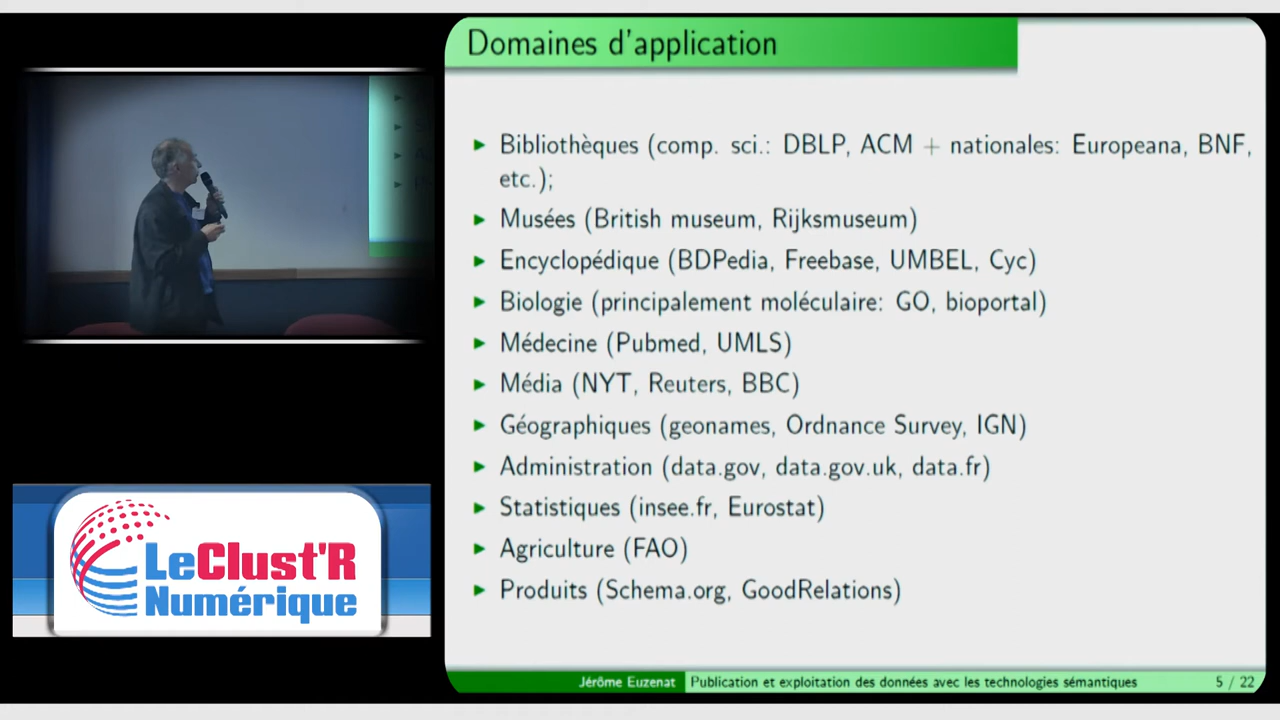 Domaines d'application
Bibliothèques (comp. sci.: DBLP, ACM + nationales: Europeana, BNF,
etc.);
Musées (British museum, Rijksmuseum)
Encyclopédique (BDPedia, Freebase, UMBEL, Cyc)
Biologie (principalement moléculaire: GO, bioportal)
Médecine (Pubmed, UMLS)
Média (NYT, Reuters, BBC)
Géographiques (geonames, Ordnance Survey, IGN)
Administration (data.gov, data.gov.uk, data.fr)
Statistiques (insee.fr, Eurostat)
Agriculture (FAO)
Produits (Schema.org, GoodRelations)
LeClust'R
Numérique
Jérôme Euzenat Publication et exploitation des données avec les technologies sémantiques 5 / 22